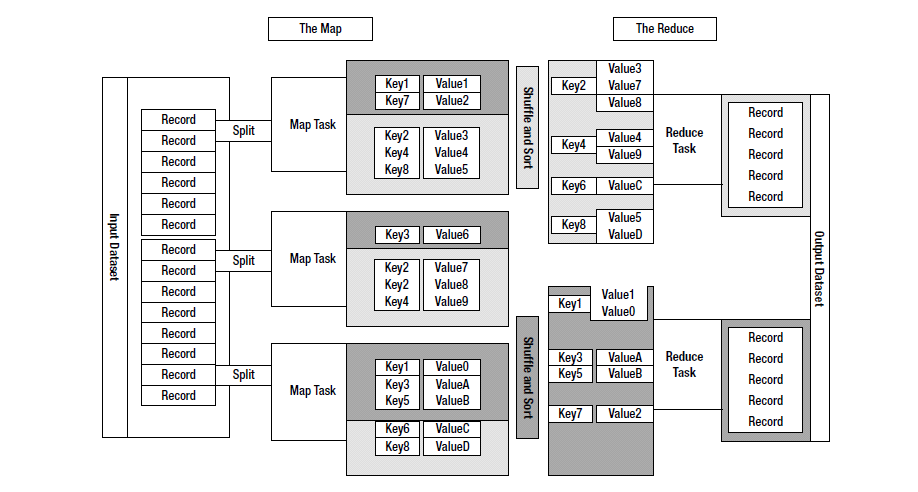 The Map
The Reduce
Input Dataset
Record
Record
Record
Record
Record
Record
Record
Record
Record
Record
Record
Record
Record
Record
Split
Split
Split
Map Task
Key1 Value1
Key7 Value2
Key2 Value3
Key4 Value4
Key8 Value5
Map Task
Key3 Value6
Key2 Value7
Key2 Value8
Key4 Value9
Map Task
Key1 Value0
Key3 ValueA
Key5 ValueB
Key6 ValueC
Key8 ValueD
Shuffle and Sort
Value3
Key2 Value7
Value8
Key4 Value4
Value9
Key6 ValueC
Key8 Value5
ValueD
Reduce
Task
Record
Record
Record
Record
Record
Shuffle and Sort
Key1 Value1
Value0
Key3 ValueA
Key5 ValueB
Key7 Value2
Reduce
Task
Record
Record
Record
Record
Record
Output Dataset